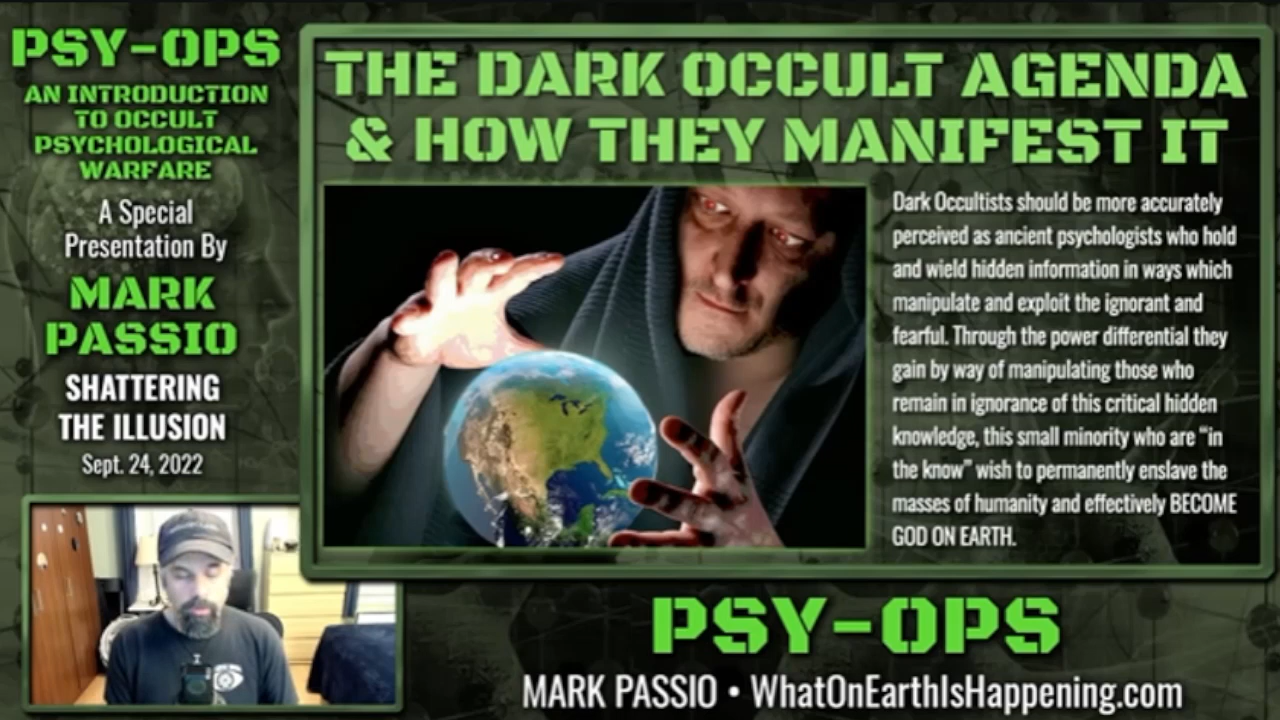 PSY-OPS
AN INTRODUCTION
TO OCCULT
PSYCHOLOGICAL
WARFARE
A Special
Presentation By
MARK
PASSIO
SHATTERING
THE ILLUSION
Sept. 24, 2022
THE DARK OCCULT AGENDA
& HOW THEY MANIFEST IT
Dark Occultists should be more accurately
perceived as ancient psychologists who hold
and wield hidden information in ways which
manipulate and exploit the ignorant and
fearful. Through the power differential they
gain by way of manipulating those who
remain in ignorance of this critical hidden
knowledge, this small minority who are “in
the know” wish to permanently enslave the
masses of humanity and effectively BECOME
GOD ON EARTH.
PSY-OPS
MARK PASSIO • WhatOnEarthIsHappening.com